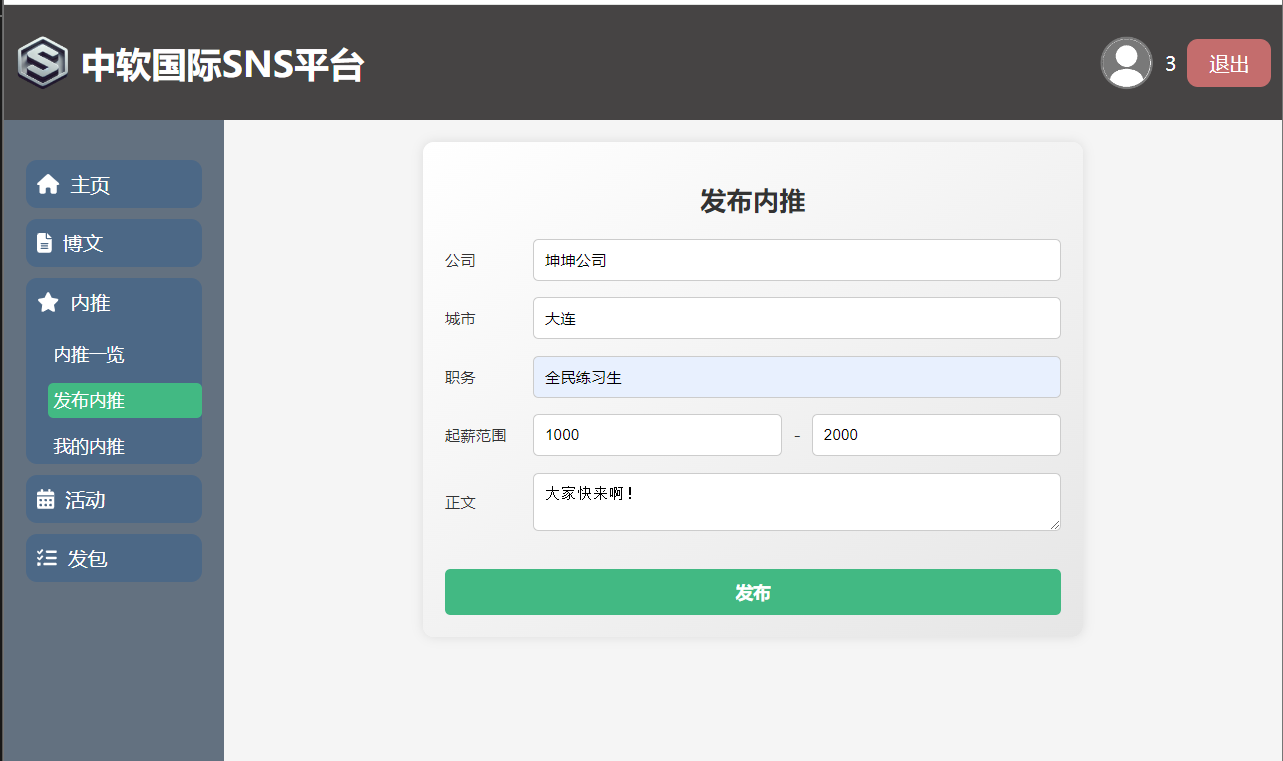 中软国际SNS平台
3
退出
主页
博文
内推
内推一览
发布内推
我的内推
活动
发包
发布内推
公司
坤坤公司
城市
大连
职务
全民练习生
起薪范围
1000 - 2000
正文
大家快来啊！
发布